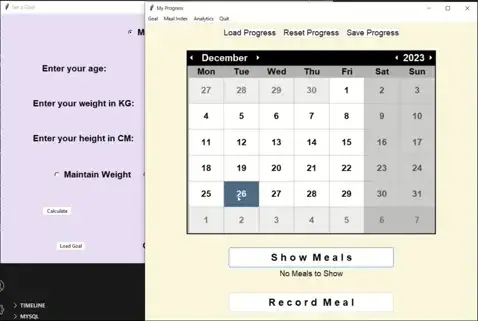 Set a Goal
M
Enter your age:
Enter your weight in KG:
Enter your height in CM:
Maintain Weight
Calculate
Load Goal
TIMELINE
MYSQL
My Progress
Goal Meal Index Analytics Quit
Load Progress Reset Progress Save Progress
December 2023
Mon Tue Wed Thu Fri Sat Sun
27 28 29 30 1 2 3
4 5 6 7 8 9 10
11 12 13 14 15 16 17
18 19 20 21 22 23 24
25 26 27 28 29 30 31
1 2 3 4 5 6 7
Show Meals
No Meals to Show
Record Meal